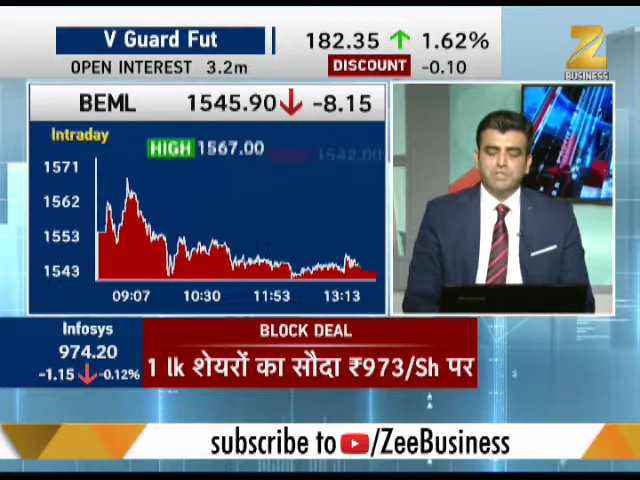 V Guard Fut
182.35 1.62%
OPEN INTEREST 3.2m
DISCOUNT -0.10
Z
BUSINESS
BEML 1545.90 -8.15
Intraday
HIGH 1567.00
1542.00
1571
1562
1553
1543
09:07 10:30 11:53 13:13
Infosys
974.20
-1.15 -0.12%
BLOCK DEAL
1 lk शेयरों का सौदा ₹973/Sh पर
subscribe to /ZeeBusiness